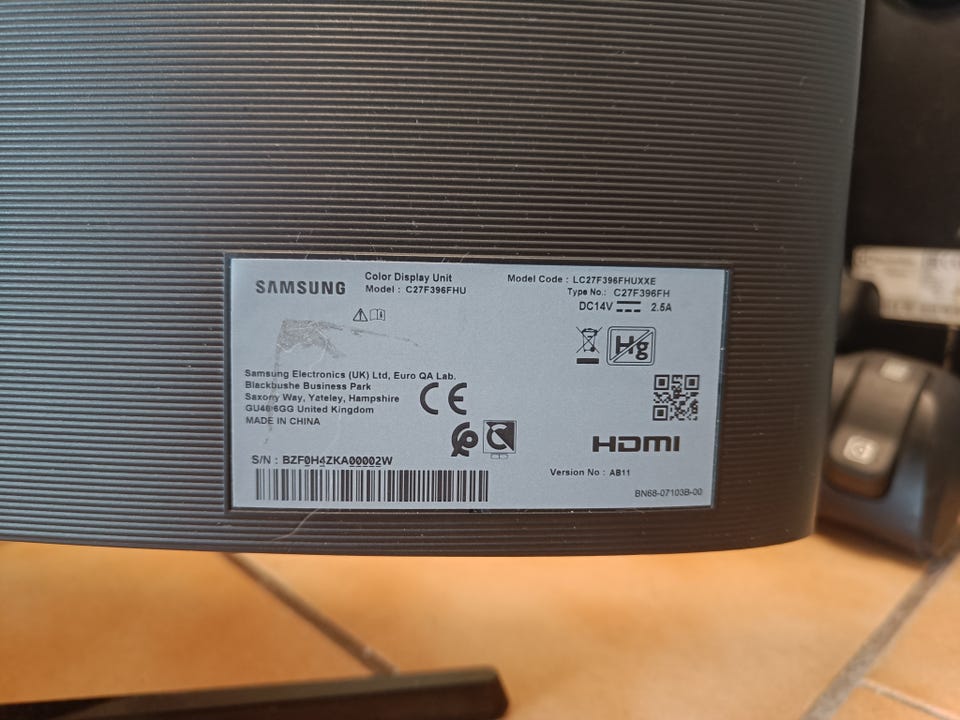 SAMSUNG
Color Display Unit
Model : C27F396FHU
Model Code : LC27F396FHUXXE
Type No.: C27F396FH
DC14V 2.5A
Hg
Samsung Electronics (UK) Ltd, Euro QA Lab.
Blackbushe Business Park
Saxony Way, Yateley, Hampshire
GU46 6GG United Kingdom
MADE IN CHINA
CE
HDMI
S/N : BZF0H4ZKA00002W
Version No : AB11
BN68-07103B-00